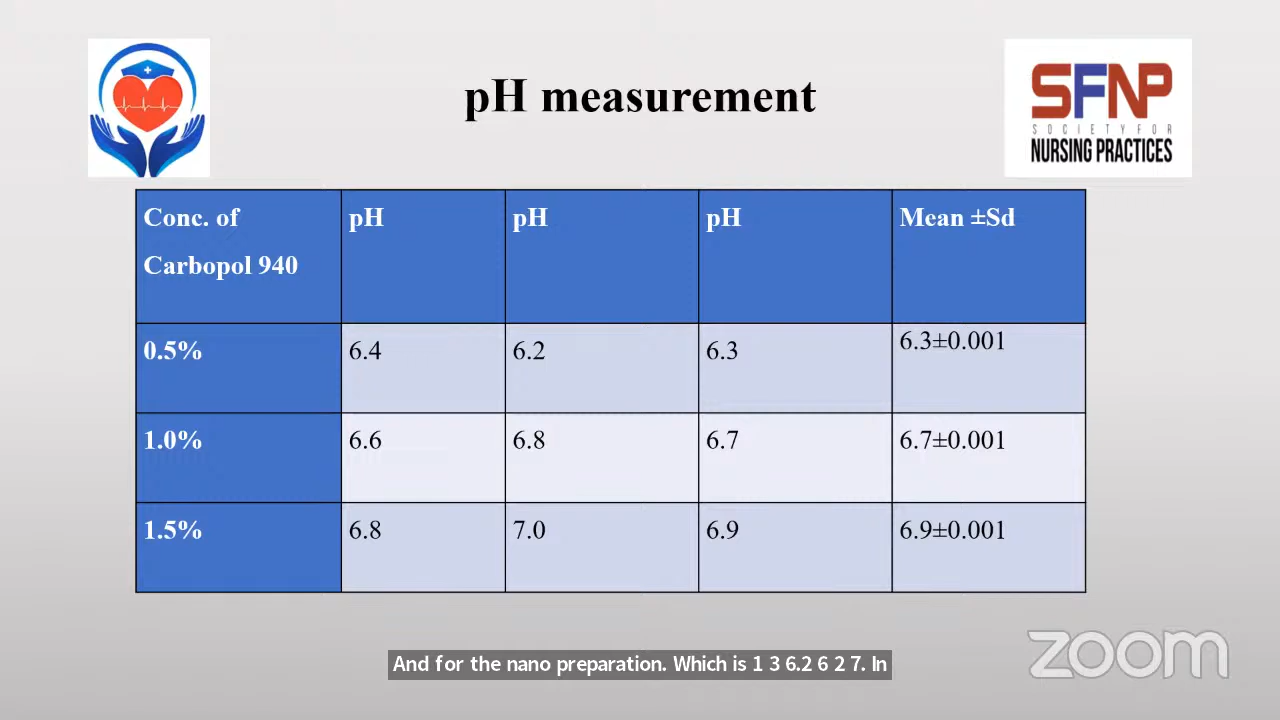 pH measurement
SFNP
SOCIETY FOR
NURSING PRACTICES
Conc. of
Carbopol 940
pH
pH
pH
Mean ±Sd
0.5%
6.4
6.2
6.3
6.3±0.001
1.0%
6.6
6.8
6.7
6.7±0.001
1.5%
6.8
7.0
6.9
6.9±0.001
And for the nano preparation. Which is 1 3 6.2 6 2 7. In
zoom